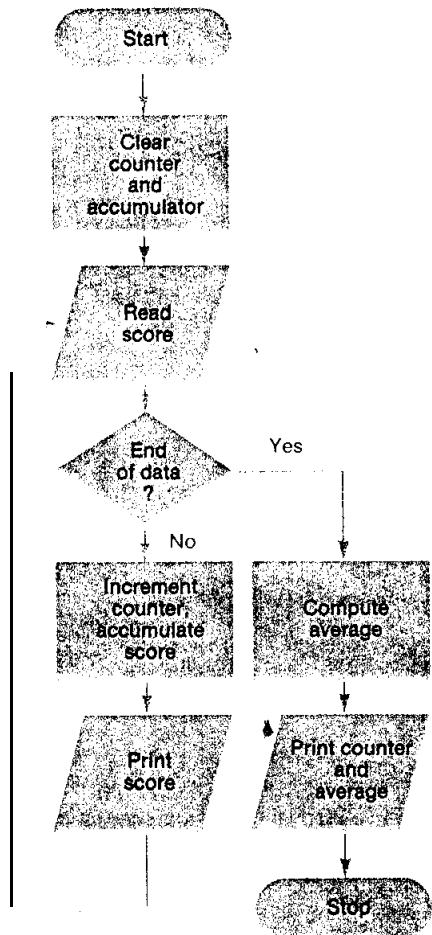 Start
Clear
counter
and
accumulator
Read
score
End
of data
?
Yes
No
Increment
counter,
accumulate
score
Compute
average
Print
score
Print counter
and
average
Stop